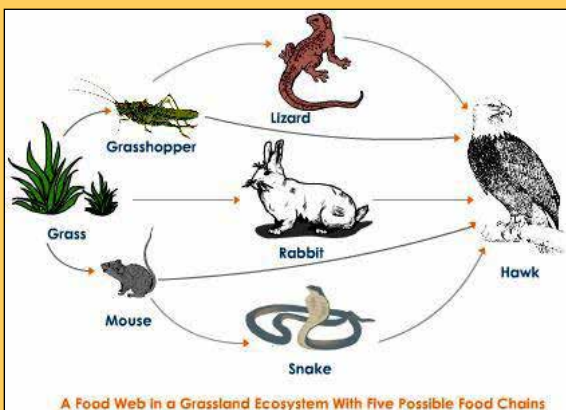 Lizard
Grasshopper
Grass
Rabbit
Hawk
Mouse
Snake
A Food Web in a Grassland Ecosystem With Five Possible Food Chains